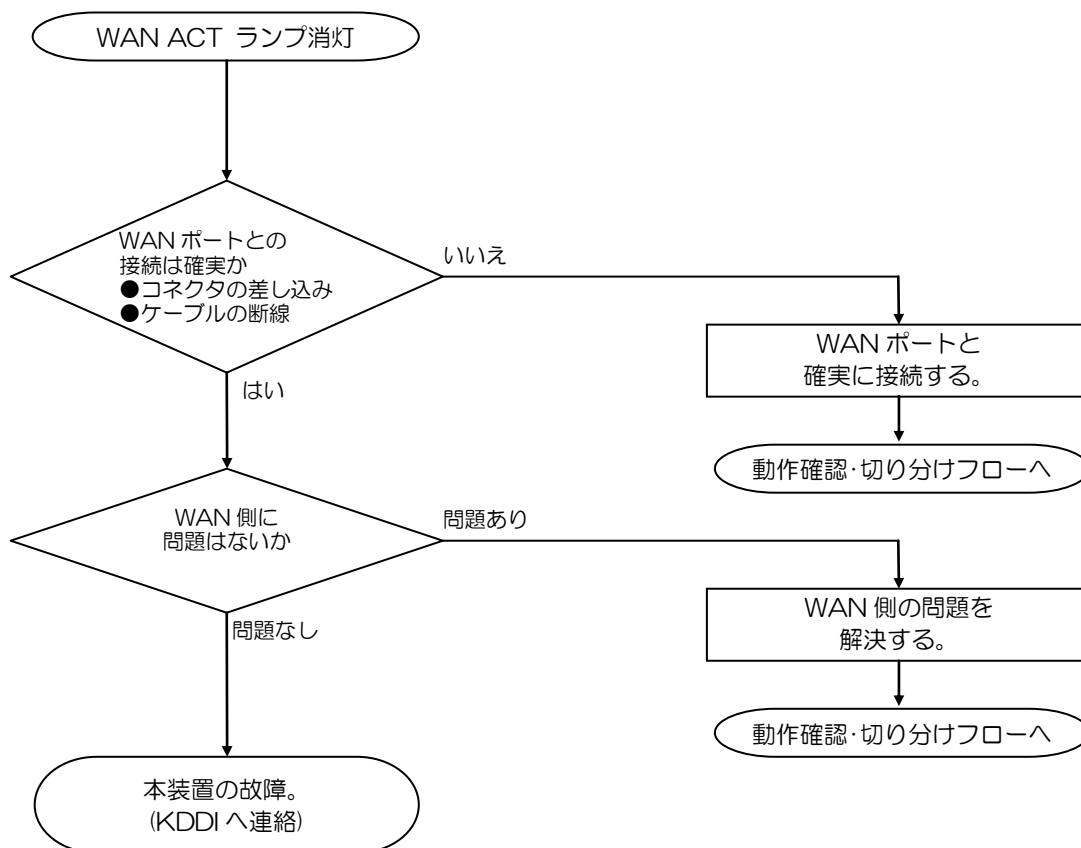 WAN ACT ランプ消灯
WAN ポートとの
接続は確実か
●コネクタの差し込み
●ケーブルの断線
いいえ
はい
WAN ポートと
確実に接続する。
動作確認・切り分けフローへ
WAN 側に
問題はないか
問題あり
問題なし
WAN 側の問題を
解決する。
動作確認・切り分けフローへ
本装置の故障。
(KDDI へ連絡)